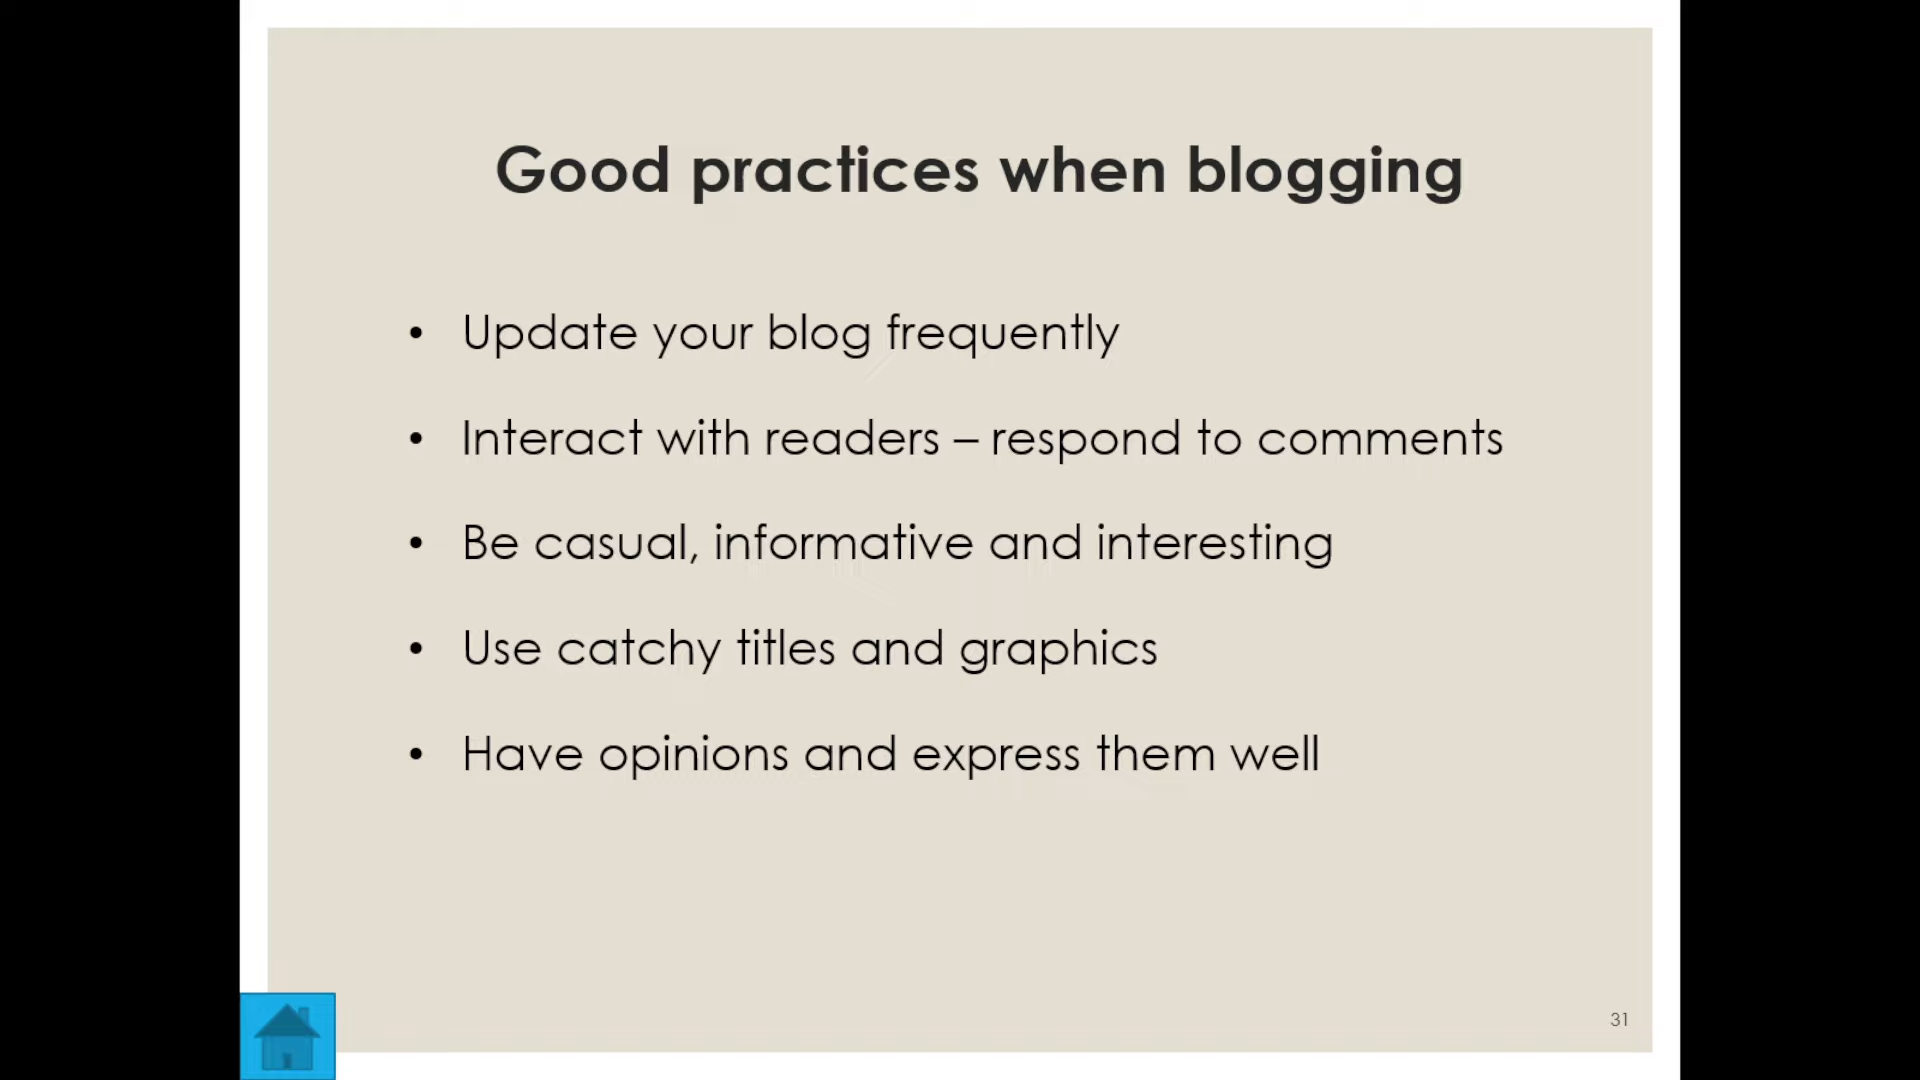 Good practices when blogging
• Update your blog frequently
• Interact with readers – respond to comments
• Be casual, informative and interesting
• Use catchy titles and graphics
• Have opinions and express them well
31